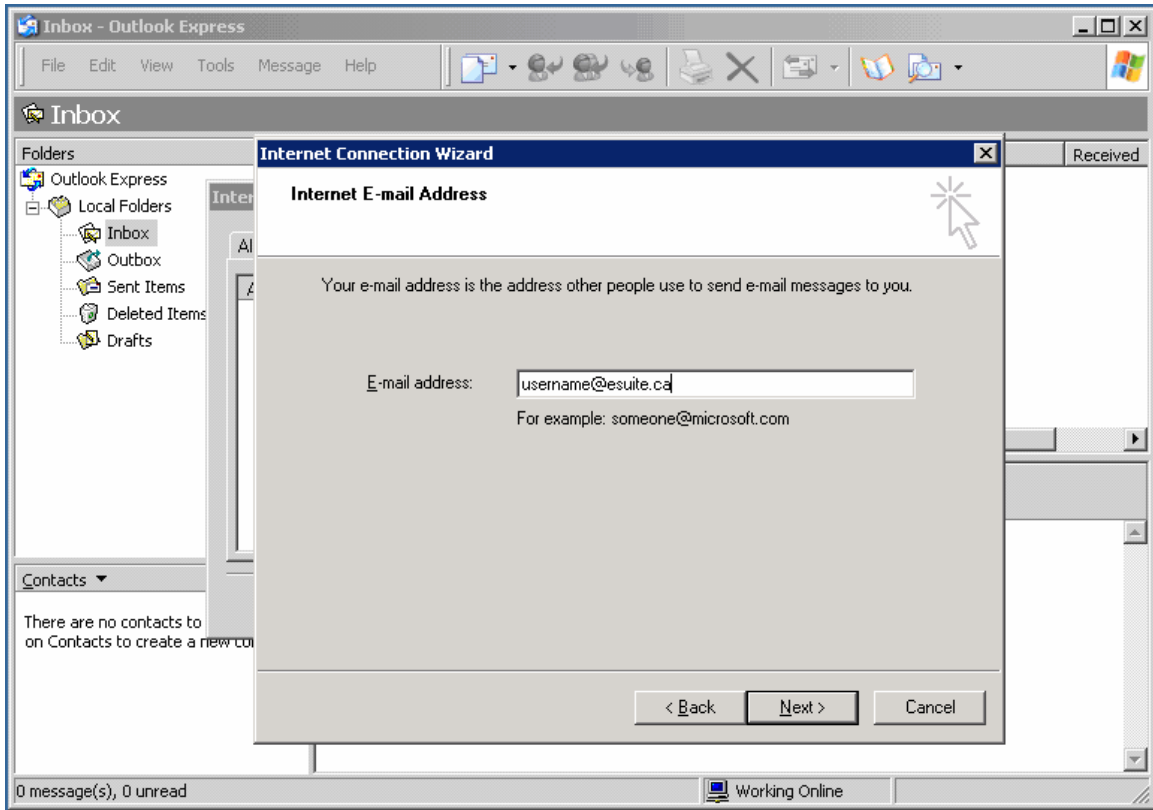 Inbox - Outlook Express
File Edit View Tools Message Help
Inbox
Folders
Outlook Express
Local Folders
Inbox
Outbox
Sent Items
Deleted Items
Drafts
Contacts
There are no contacts to
on Contacts to create a new
Received
Internet Connection Wizard
Internet E-mail Address
Your e-mail address is the address other people use to send e-mail messages to you.
E-mail address: username@esuite.ca
For example: someone@microsoft.com
< Back Next > Cancel
0 message(s), 0 unread Working Online